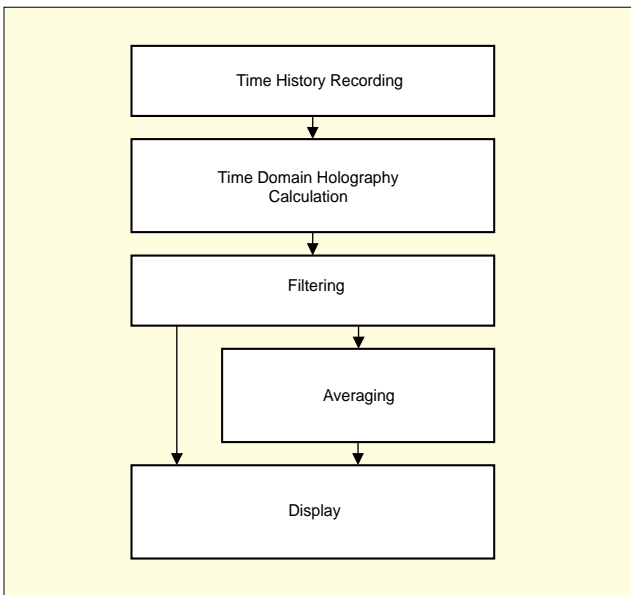 Time History Recording
Time Domain Holography
Calculation
Filtering
Averaging
Display